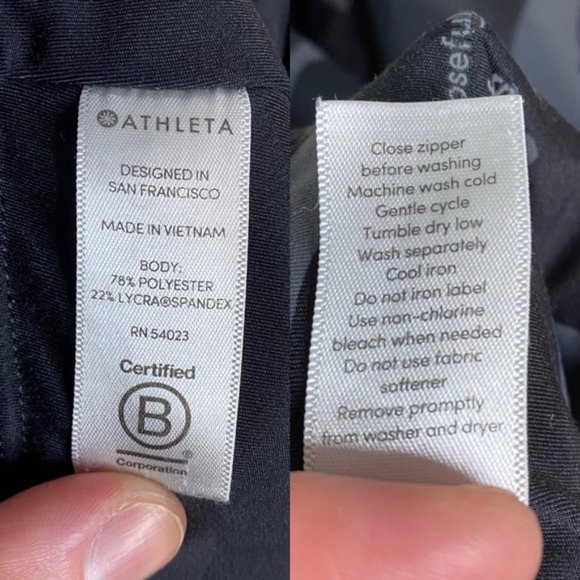 ATHLETA
DESIGNED IN
SAN FRANCISCO
MADE IN VIETNAM
BODY:
78% POLYESTER
22% LYCRA®SPANDEX
RN 54023
Certified
B
®
Corporation
Close zipper
before washing
Machine wash cold
Gentle cycle
Tumble dry low
Wash separately
Cool iron
Do not iron label
Use non-chlorine
bleach when needed
Do not use fabric
softener
Remove promptly
from washer and dryer